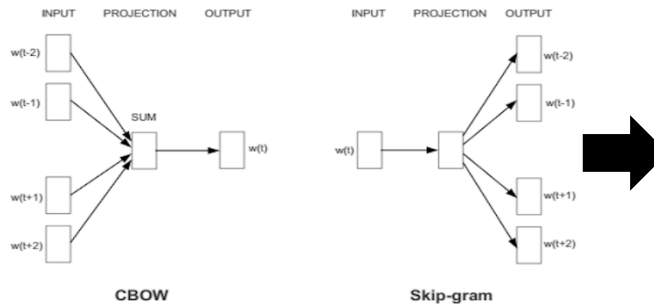 INPUT PROJECTION OUTPUT
w(t-2)
w(t-1)
SUM
w(t)
w(t+1)
w(t+2)
CBOW
INPUT PROJECTION OUTPUT
w(t-2)
w(t-1)
w(t)
w(t+1)
w(t+2)
Skip-gram